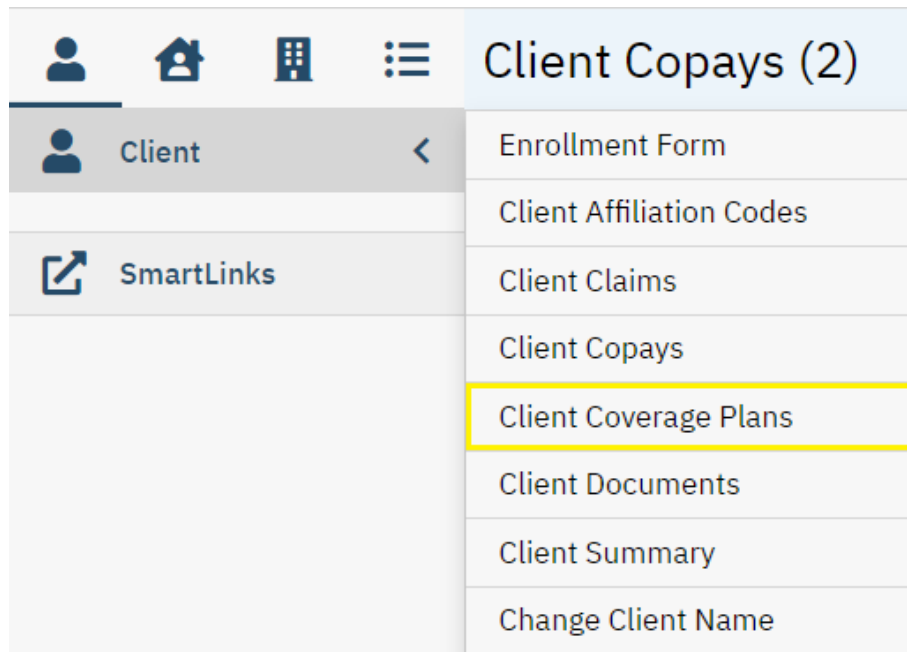 Client Copays (2)
Client
SmartLinks
Enrollment Form
Client Affiliation Codes
Client Claims
Client Copays
Client Coverage Plans
Client Documents
Client Summary
Change Client Name